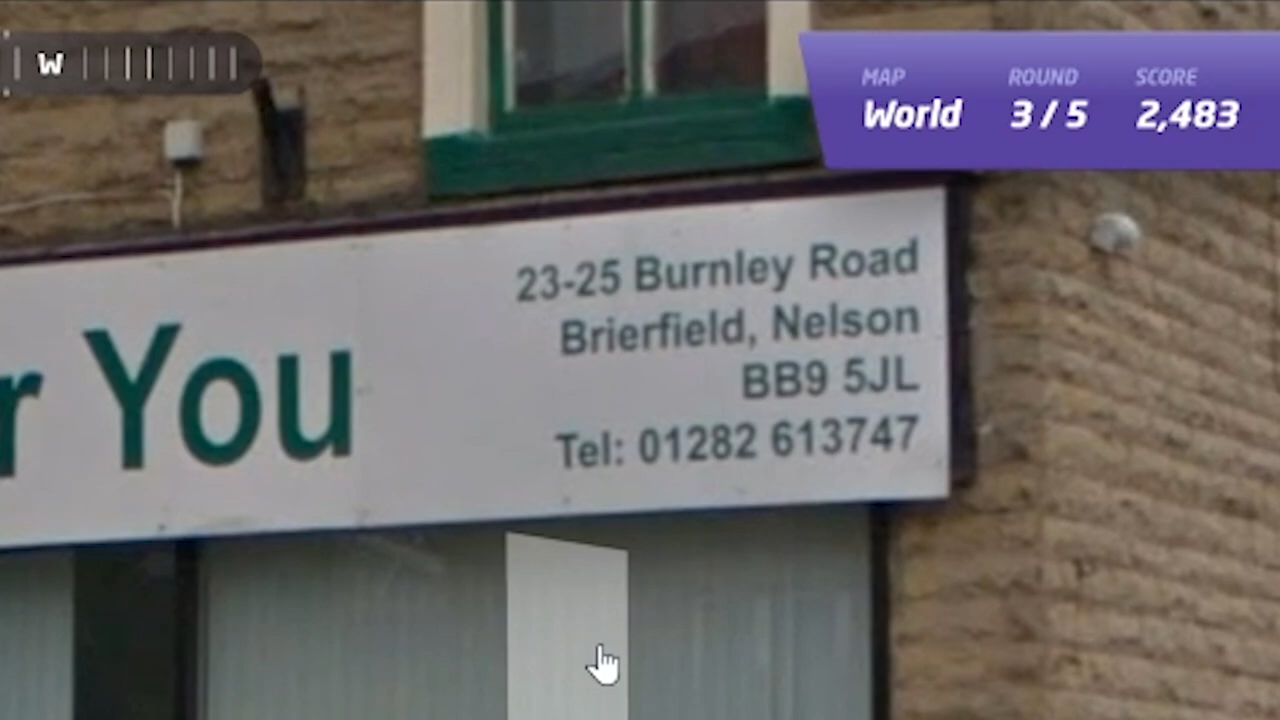 W
MAP
World
ROUND
3 / 5
SCORE
2,483
You
23-25 Burnley Road
Brierfield, Nelson
BB9 5JL
Tel: 01282 613747